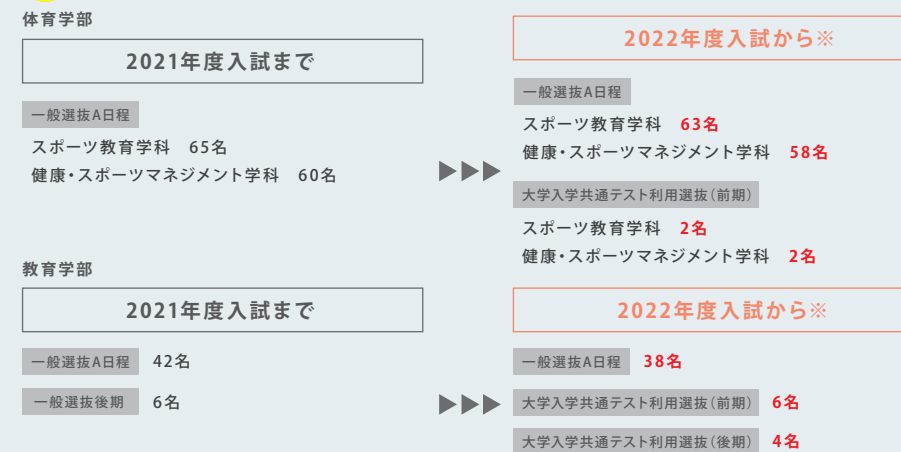 体育学部
2021年度入試まで
一般選抜A日程
スポーツ教育学科 65名
健康・スポーツマネジメント学科 60名
▶▶▶
2022年度入試から※
一般選抜A日程
スポーツ教育学科 63名
健康・スポーツマネジメント学科 58名
大学入学共通テスト利用選抜(前期)
スポーツ教育学科 2名
健康・スポーツマネジメント学科 2名
教育学部
2021年度入試まで
一般選抜A日程 42名
一般選抜後期 6名
▶▶▶
2022年度入試から※
一般選抜A日程 38名
大学入学共通テスト利用選抜(前期) 6名
大学入学共通テスト利用選抜(後期) 4名